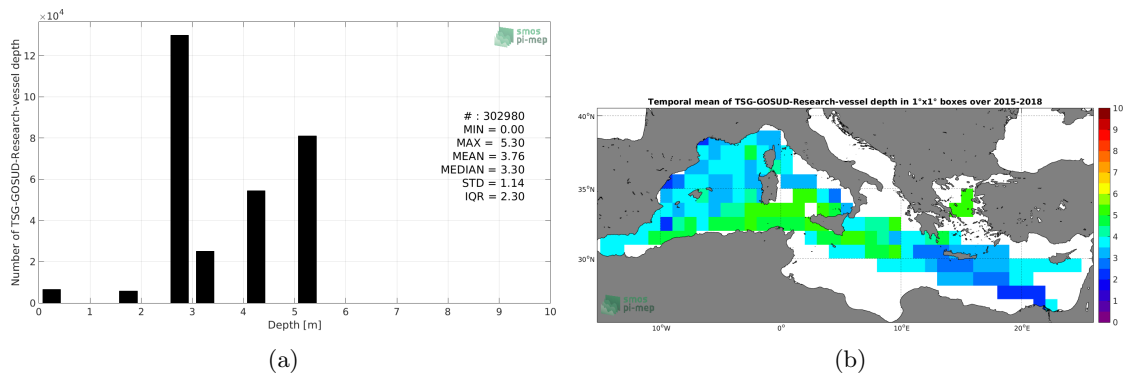 ×10⁴
smos
pi-mep
Number of TSG-GOSUD-Research-vessel depth
12
10
8
6
4
2
0
# : 302980
MIN = 0.00
MAX = 5.30
MEAN = 3.76
MEDIAN = 3.30
STD = 1.14
IQR = 2.30
0 1 2 3 4 5 6 7 8 9 10
Depth [m]
(a)
Temporal mean of TSG-GOSUD-Research-vessel depth in 1°x1° boxes over 2015-2018
40°N
35°N
30°N
smos
pi-mep
10°W 0° 10°E 20°E
10
9
8
7
6
5
4
3
2
1
0
(b)